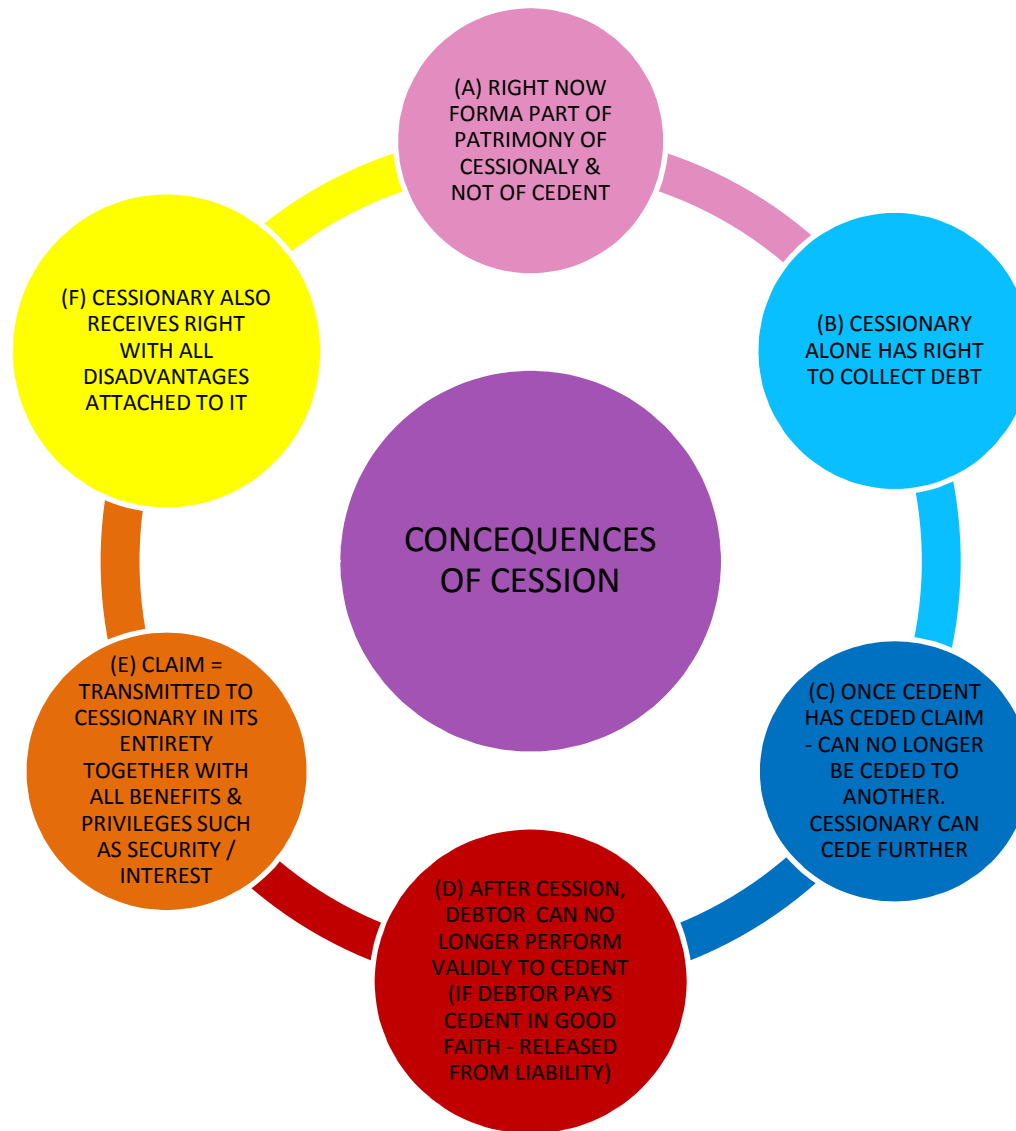 (A) RIGHT NOW
FORMA PART OF
PATRIMONY OF
CESSIONALY &
NOT OF CEDENT
(B) CESSIONARY
ALONE HAS RIGHT
TO COLLECT DEBT
(C) ONCE CEDENT
HAS CEDED CLAIM
- CAN NO LONGER
BE CEDED TO
ANOTHER.
CESSIONARY CAN
CEDE FURTHER
(D) AFTER CESSION,
DEBTOR CAN NO
LONGER PERFORM
VALIDLY TO CEDENT
(IF DEBTOR PAYS
CEDENT IN GOOD
FAITH - RELEASED
FROM LIABILITY)
(E) CLAIM =
TRANSMITTED TO
CESSIONARY IN ITS
ENTIRETY
TOGETHER WITH
ALL BENEFITS &
PRIVILEGES SUCH
AS SECURITY /
INTEREST
(F) CESSIONARY ALSO
RECEIVES RIGHT
WITH ALL
DISADVANTAGES
ATTACHED TO IT
CONCEQUENCES
OF CESSION